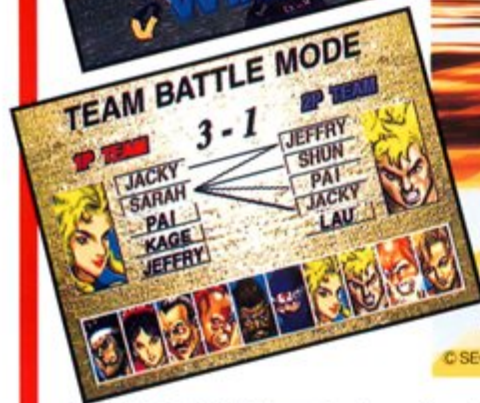 TEAM BATTLE MODE
1P TEAM 3 - 1 2P TEAM
JACKY JEFFRY
SARAH SHUN
PAI PAI
KAGE JACKY
JEFFRY LAU
© SE